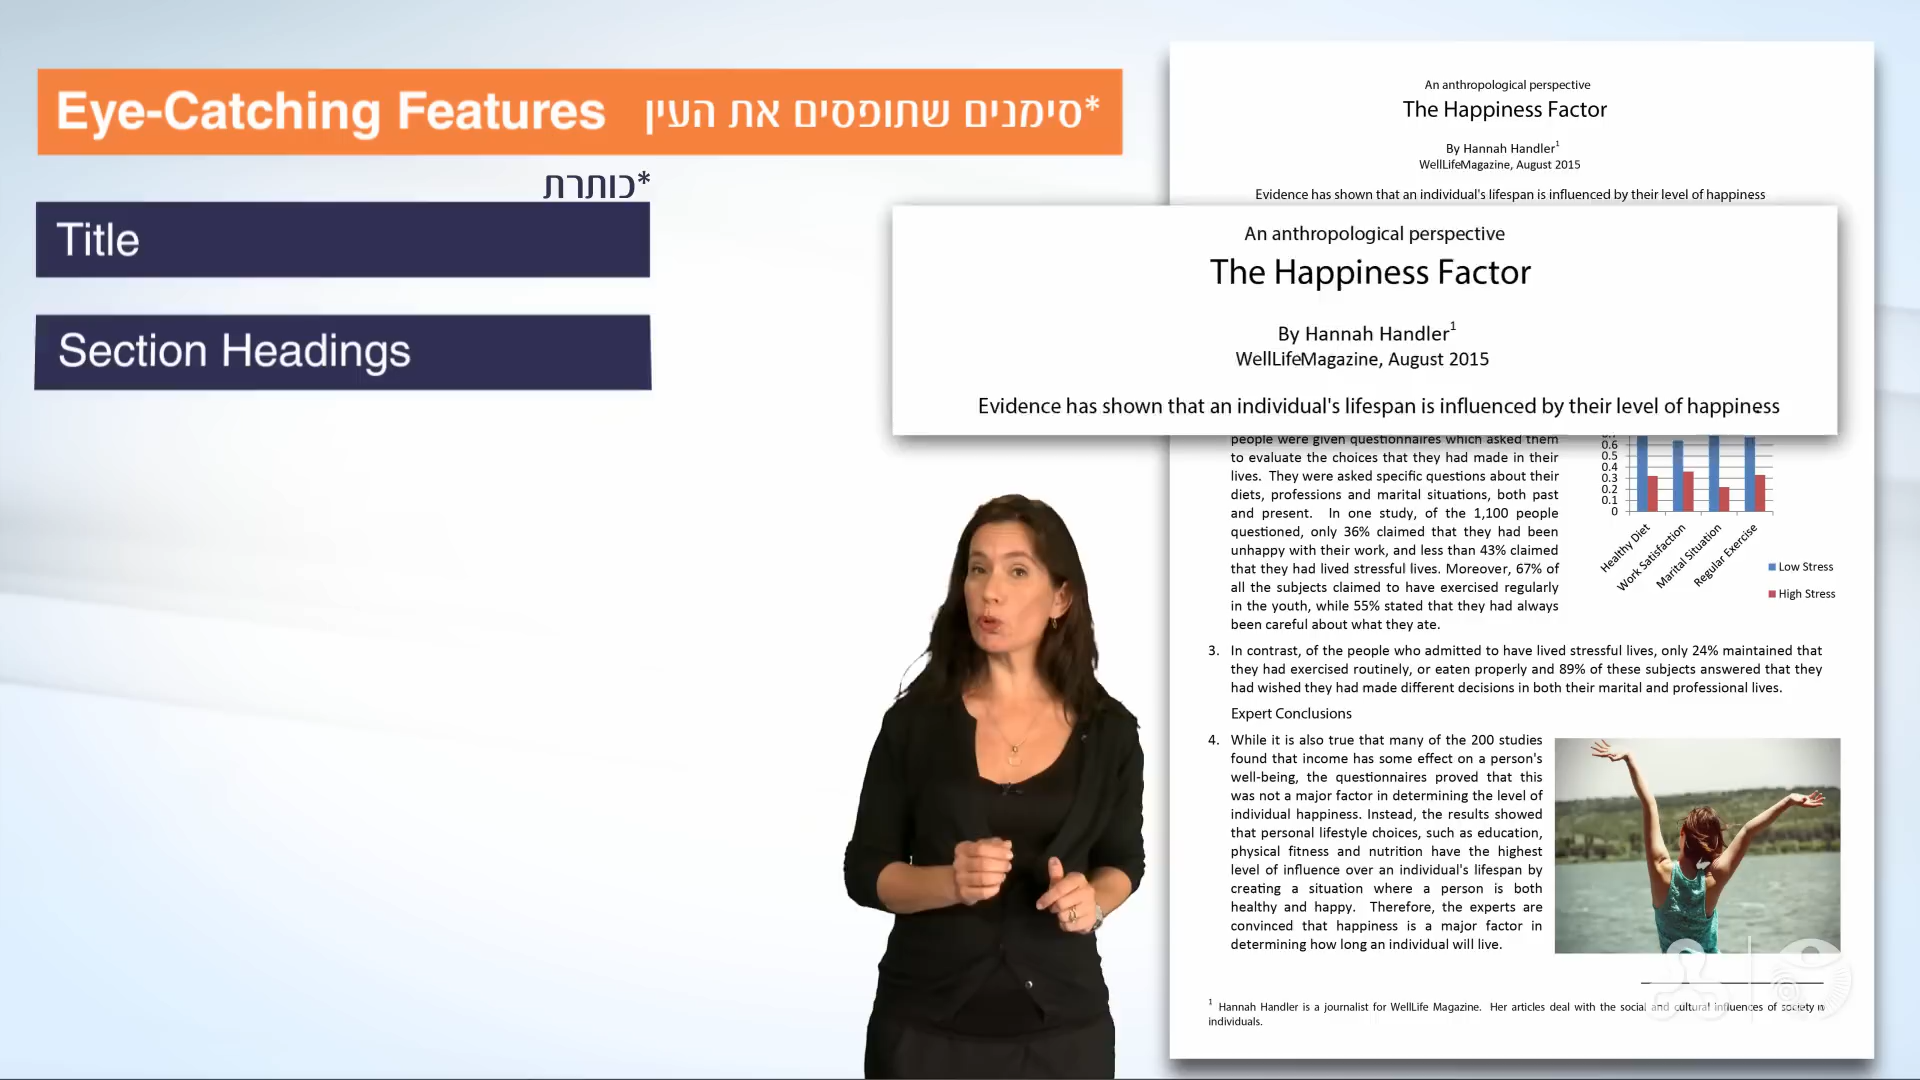 Eye-Catching Features *סימנים שתופסים את העין
*כותרת
Title
Section Headings
An anthropological perspective
The Happiness Factor
By Hannah Handler1
WellLifeMagazine, August 2015
Evidence has shown that an individual's lifespan is influenced by their level of happiness
An anthropological perspective
The Happiness Factor
By Hannah Handler1
WellLifeMagazine, August 2015
Evidence has shown that an individual's lifespan is influenced by their level of happiness
people were given questionnaires which asked them
to evaluate the choices that they had made in their
lives. They were asked specific questions about their
diets, professions and marital situations, both past
and present. In one study, of the 1,100 people
questioned, only 36% claimed that they had been
unhappy with their work, and less than 43% claimed
that they had lived stressful lives. Moreover, 67% of
all the subjects claimed to have exercised regularly
in the youth, while 55% stated that they had always
been careful about what they ate.
0.6
0.5
0.4
0.3
0.2
0.1
0
Healthy Diet
Work Satisfaction
Marital Situation
Regular Exercise
Low Stress
High Stress
3. In contrast, of the people who admitted to have lived stressful lives, only 24% maintained that
they had exercised routinely, or eaten properly and 89% of these subjects answered that they
had wished they had made different decisions in both their marital and professional lives.
Expert Conclusions
4. While it is also true that many of the 200 studies
found that income has some effect on a person's
well-being, the questionnaires proved that this
was not a major factor in determining the level of
individual happiness. Instead, the results showed
that personal lifestyle choices, such as education,
physical fitness and nutrition have the highest
level of influence over an individual's lifespan by
creating a situation where a person is both
healthy and happy. Therefore, the experts are
convinced that happiness is a major factor in
determining how long an individual will live.
1 Hannah Handler is a journalist for WellLife Magazine. Her articles deal with the social and cultural influences of society
individuals.